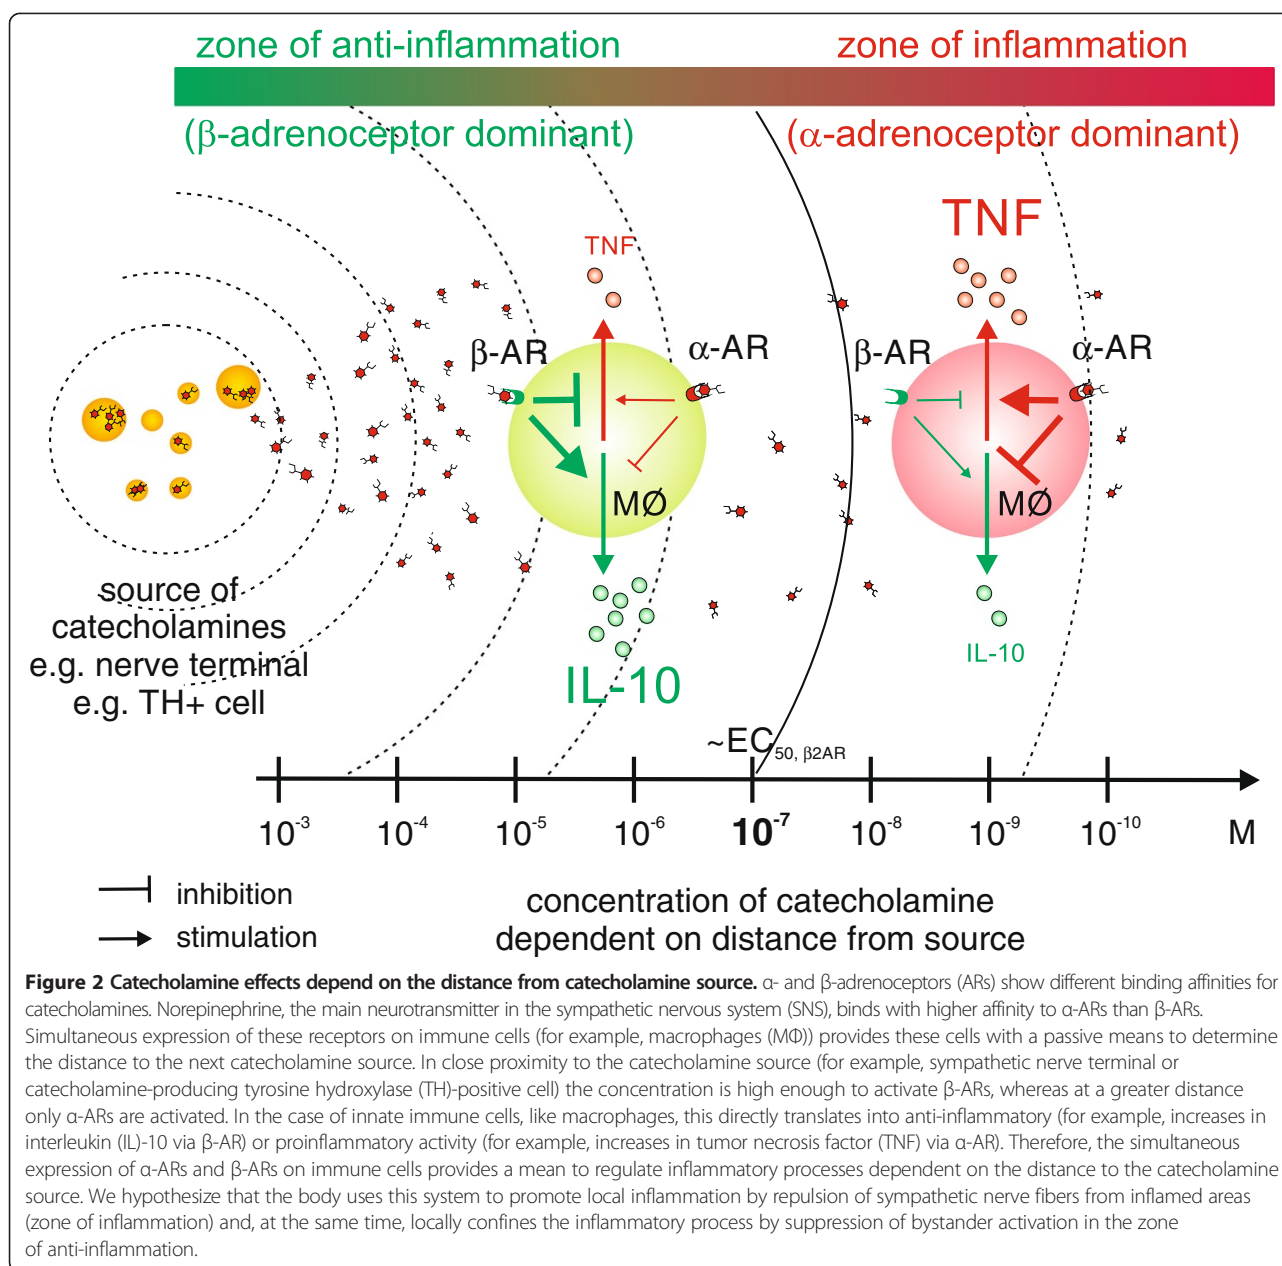 zone of anti-inflammation
zone of inflammation
(β-adrenoceptor dominant)
(α-adrenoceptor dominant)
TNF
TNF
β-AR
α-AR
β-AR
α-AR
MØ
MØ
source of
catecholamines
e.g. nerve terminal
e.g. TH+ cell
IL-10
IL-10
~EC50, β2AR
10-3
10-4
10-5
10-6
10-7
10-8
10-9
10-10
M
inhibition
stimulation
concentration of catecholamine
dependent on distance from source
Figure 2 Catecholamine effects depend on the distance from catecholamine source. α- and β-adrenoceptors (ARs) show different binding affinities for
catecholamines. Norepinephrine, the main neurotransmitter in the sympathetic nervous system (SNS), binds with higher affinity to α-ARs than β-ARs.
Simultaneous expression of these receptors on immune cells (for example, macrophages (MΦ)) provides these cells with a passive means to determine
the distance to the next catecholamine source. In close proximity to the catecholamine source (for example, sympathetic nerve terminal or
catecholamine-producing tyrosine hydroxylase (TH)-positive cell) the concentration is high enough to activate β-ARs, whereas at a greater distance
only α-ARs are activated. In the case of innate immune cells, like macrophages, this directly translates into anti-inflammatory (for example, increases in
interleukin (IL)-10 via β-AR) or proinflammatory activity (for example, increases in tumor necrosis factor (TNF) via α-AR). Therefore, the simultaneous
expression of α-ARs and β-ARs on immune cells provides a mean to regulate inflammatory processes dependent on the distance to the catecholamine
source. We hypothesize that the body uses this system to promote local inflammation by repulsion of sympathetic nerve fibers from inflamed areas
(zone of inflammation) and, at the same time, locally confines the inflammatory process by suppression of bystander activation in the zone
of anti-inflammation.